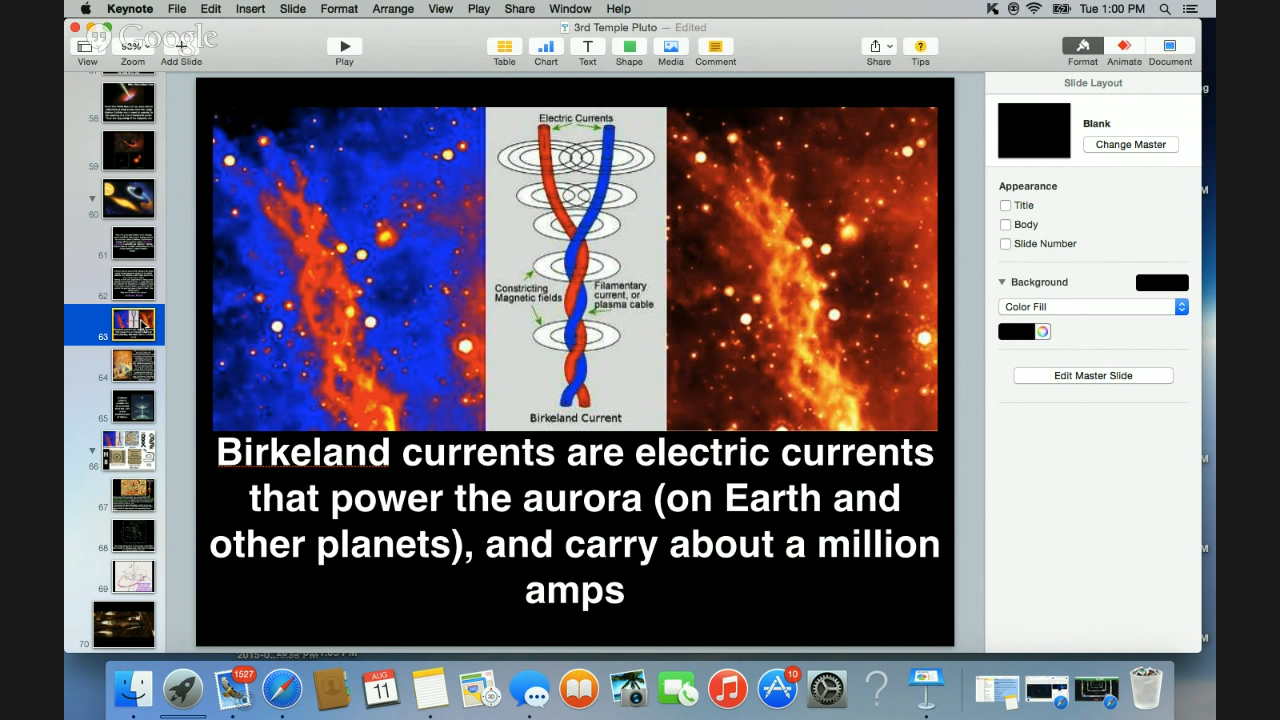 Keynote File Edit Insert Slide Format Arrange View Play Share Window Help Tue 1:00 PM
Google
3rd Temple Pluto — Edited
View Zoom Add Slide Play Table Chart Text Shape Media Comment Share Tips Format Animate Document
Slide Layout
Blank
Change Master
Appearance
Title
Body
Slide Number
Background
Color Fill
Edit Master Slide
58
59
60
61
62
63
64
65
66
67
68
69
70
Electric Currents
Constricting
Magnetic fields
Filamentary
current, or
plasma cable
Birkeland Current
Birkeland currents are electric currents
that power the aurora (on Earth and
other planets), and carry about a million
amps
1527
AUG
11
10